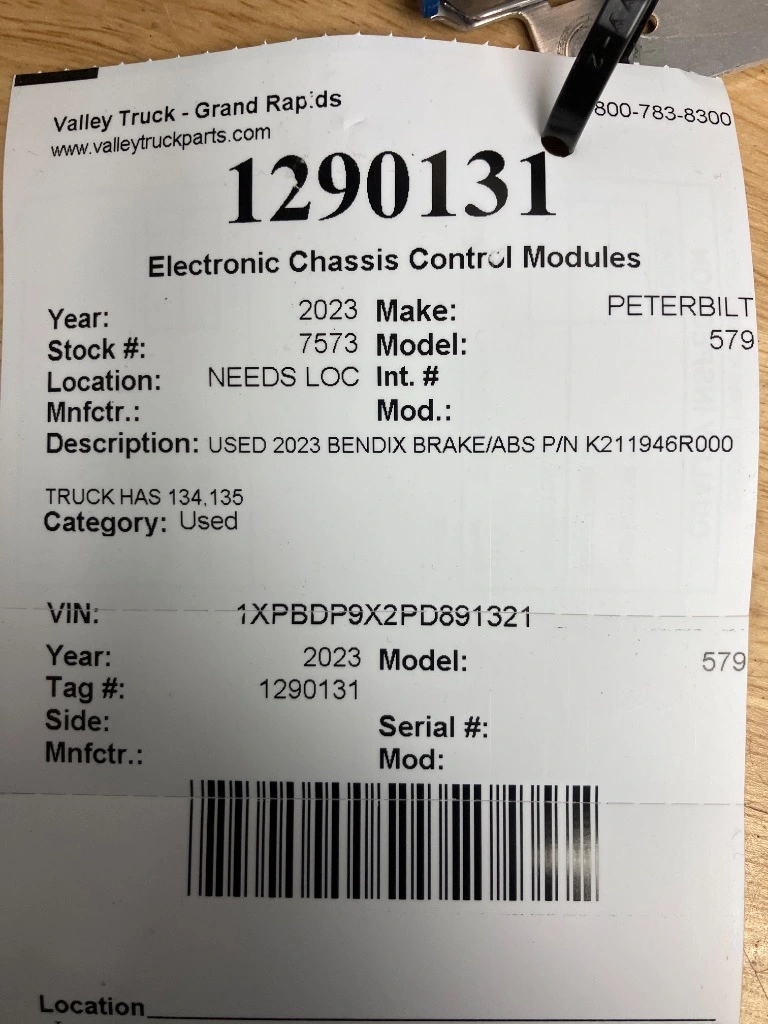 Valley Truck - Grand Rapids 800-783-8300
www.valleytruckparts.com
1290131
Electronic Chassis Control Modules
Year: 2023 Make: PETERBILT
Stock #: 7573 Model: 579
Location: NEEDS LOC Int. #
Mnfctr.: Mod.:
Description: USED 2023 BENDIX BRAKE/ABS P/N K211946R000
TRUCK HAS 134,135
Category: Used
VIN: 1XPBDP9X2PD891321
Year: 2023 Model: 579
Tag #: 1290131
Side: Serial #:
Mnfctr.: Mod:
Location